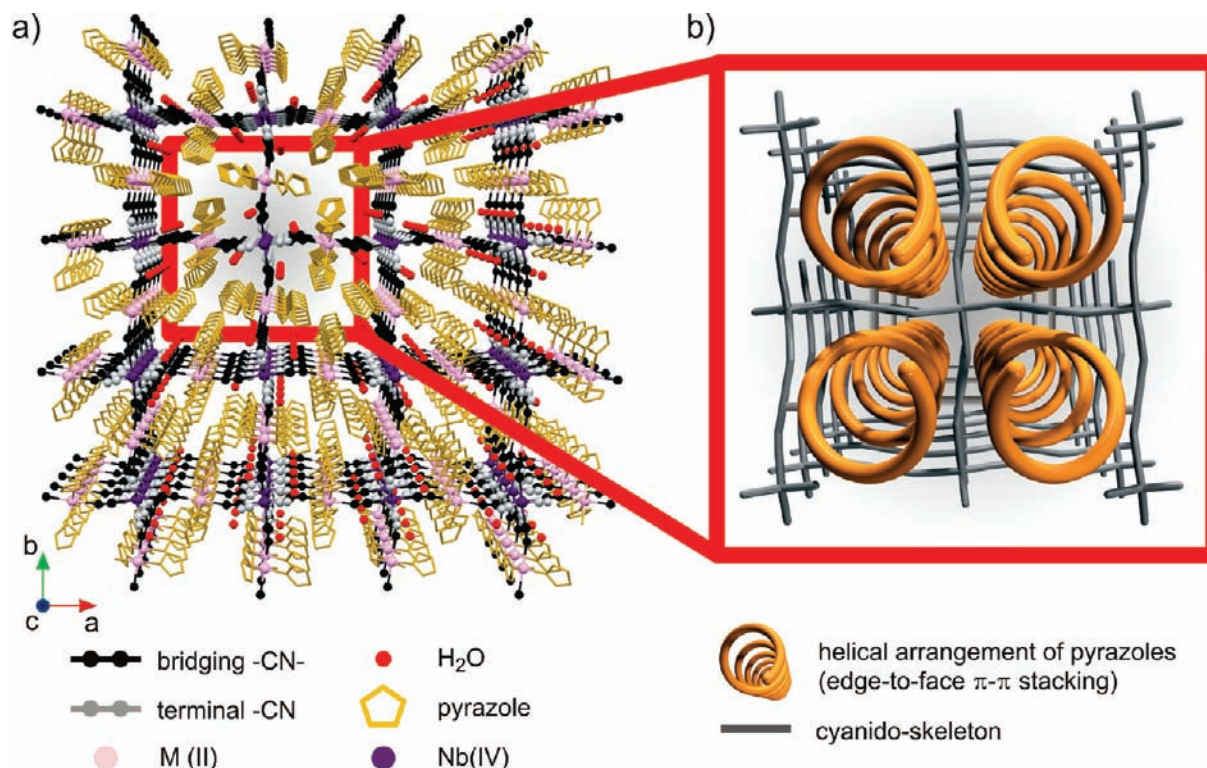 a)
b)
b
c
a
bridging -CN-
H₂O
terminal -CN
pyrazole
M (II)
Nb(IV)
helical arrangement of pyrazoles
(edge-to-face π-π stacking)
cyanido-skeleton